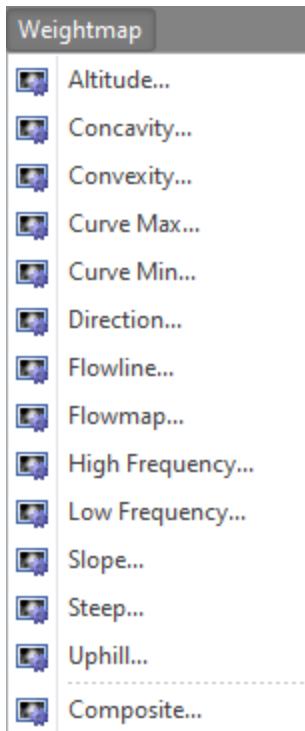 Weightmap
Altitude...
Concavity...
Convexity...
Curve Max...
Curve Min...
Direction...
Flowline...
Flowmap...
High Frequency...
Low Frequency...
Slope...
Steep...
Uphill...
Composite...